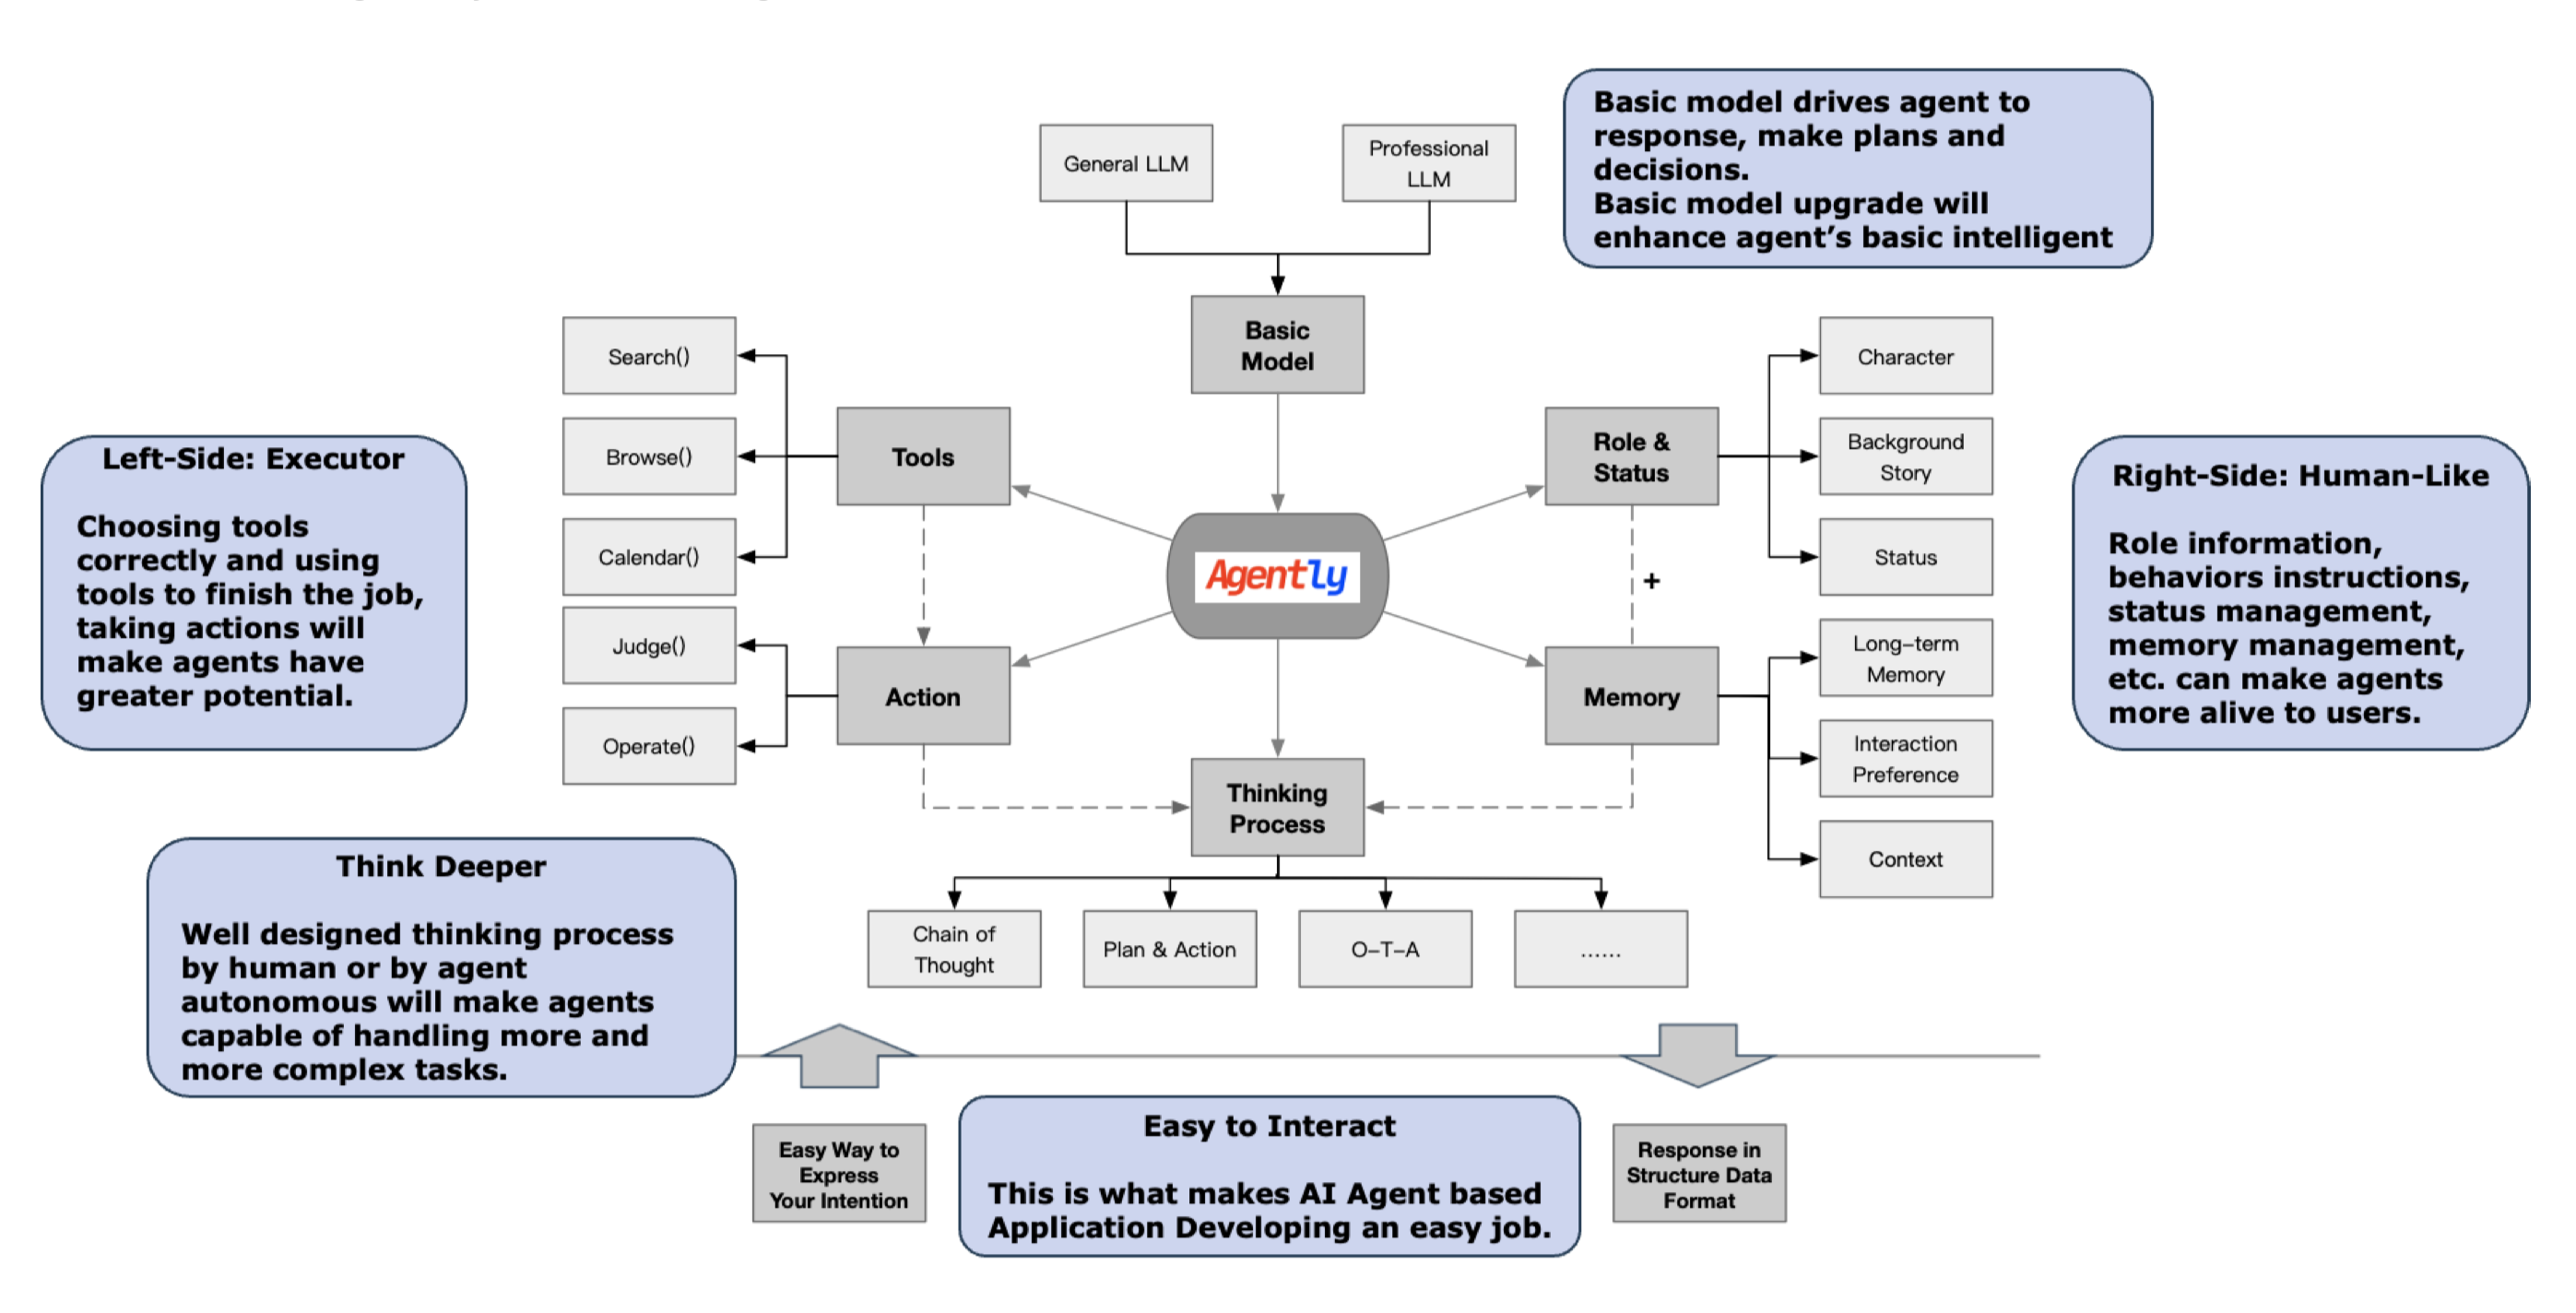 Basic model drives agent to
response, make plans and
decisions.
Basic model upgrade will
enhance agent’s basic intelligent
General LLM
Professional
LLM
Basic
Model
Search()
Browse()
Calendar()
Judge()
Operate()
Tools
Action
Left-Side: Executor
Choosing tools
correctly and using
tools to finish the job,
taking actions will
make agents have
greater potential.
Agently
Role &
Status
+
Memory
Character
Background
Story
Status
Long-term
Memory
Interaction
Preference
Context
Right-Side: Human-Like
Role information,
behaviors instructions,
status management,
memory management,
etc. can make agents
more alive to users.
Thinking
Process
Chain of
Thought
Plan & Action
O-T-A
......
Think Deeper
Well designed thinking process
by human or by agent
autonomous will make agents
capable of handling more and
more complex tasks.
Easy Way to
Express
Your Intention
Easy to Interact
This is what makes AI Agent based
Application Developing an easy job.
Response in
Structure Data
Format